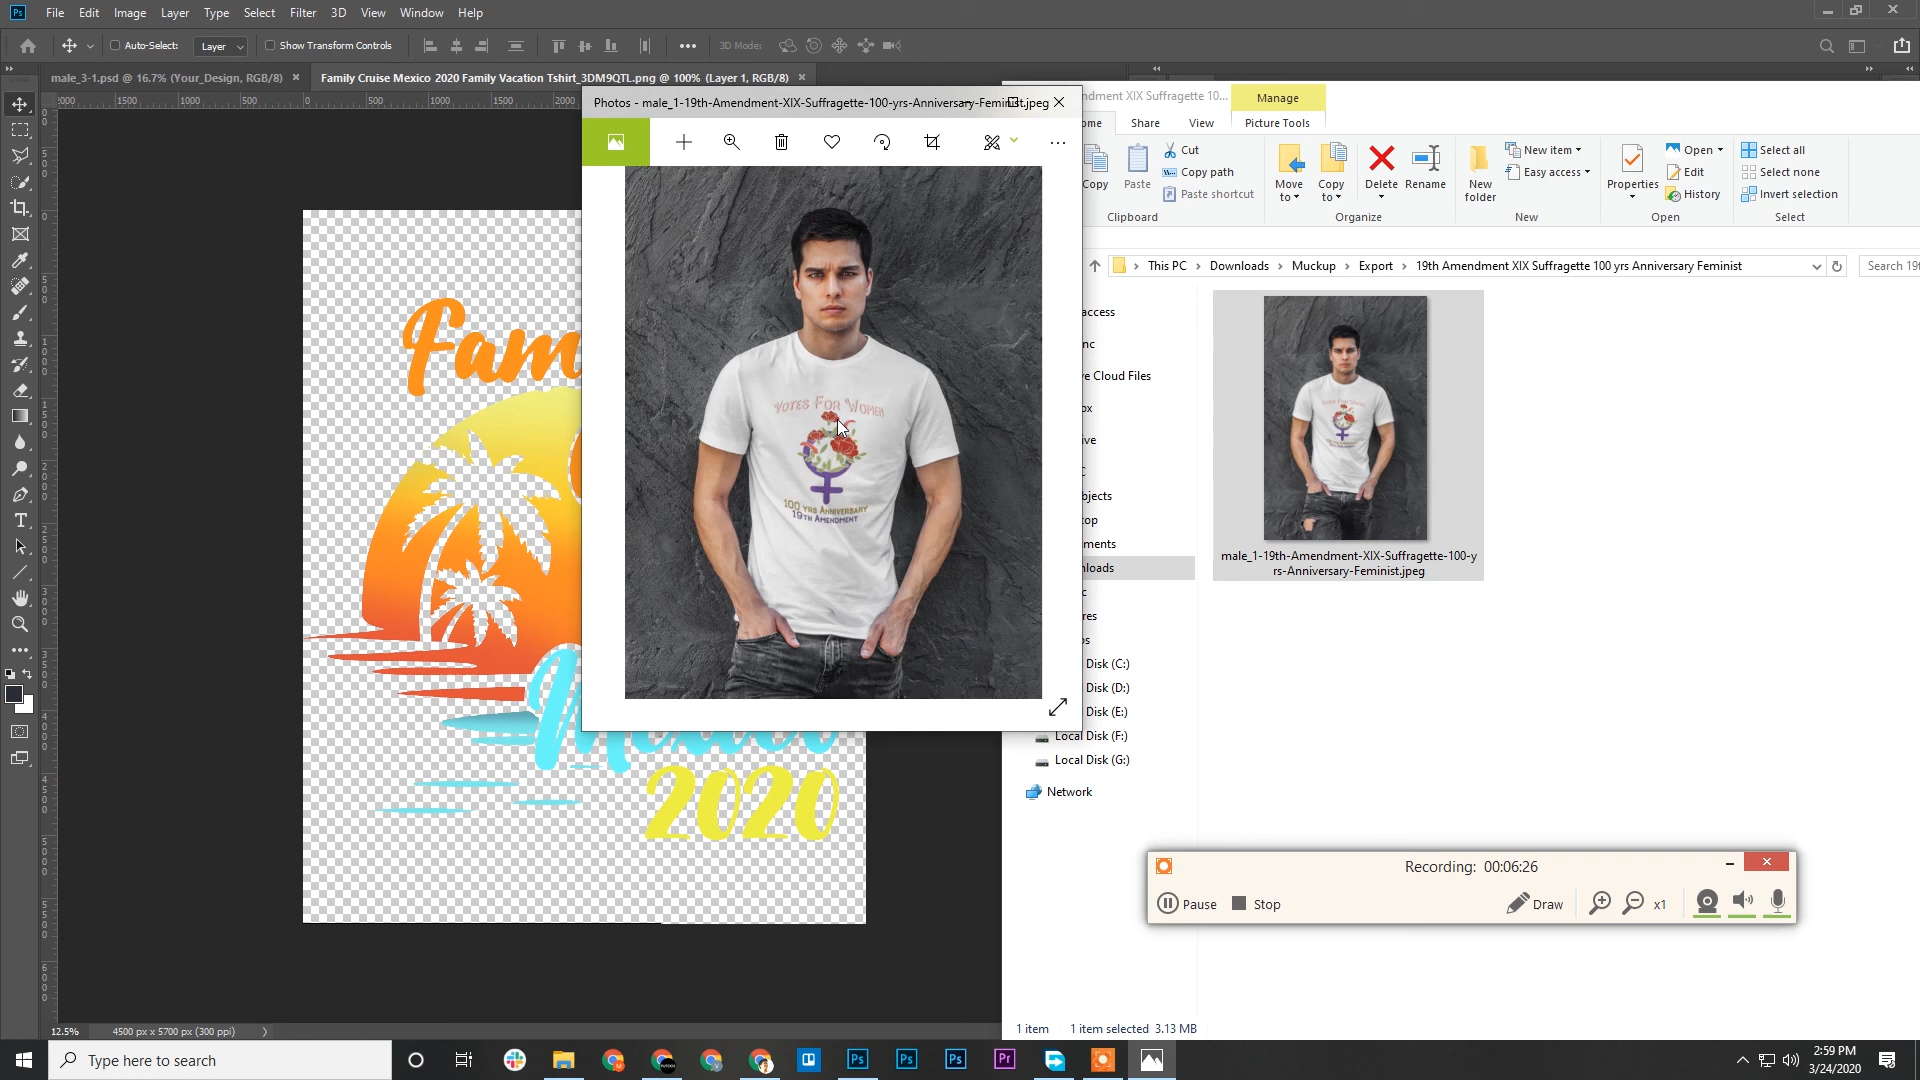 File Edit Image Layer Type Select Filter 3D View Window Help
Auto-Select: Layer Show Transform Controls 3D Mode:
male_3-1.psd @ 16.7% (Your_Design, RGB/8) × Family Cruise Mexico 2020 Family Vacation Tshirt_3DM9QTL.png @ 100% (Layer 1, RGB/8) ×
Photos - male_1-19th-Amendment-XIX-Suffragette-100-yrs-Anniversary-Feminist.jpeg
ndment XIX Suffragette 10... Manage
ome Share View Picture Tools
Copy Paste Cut Copy path Paste shortcut
Clipboard
Move to Copy to Delete Rename
Organize
New folder New item Easy access
New
Properties Open Edit History
Open
Select all Select none Invert selection
Select
This PC > Downloads > Muckup > Export > 19th Amendment XIX Suffragette 100 yrs Anniversary Feminist
Search 19t
access
nc
ve Cloud Files
ox
ive
C
bjects
top
ments
nloads
c
res
os
Disk (C:)
Disk (D:)
Disk (E:)
Local Disk (F:)
Local Disk (G:)
Network
male_1-19th-Amendment-XIX-Suffragette-100-y
rs-Anniversary-Feminist.jpeg
Votes For Women
100 yrs Anniversary
19th Amendment
Fam
Mexico
2020
Recording: 00:06:26
Pause Stop Draw x1
1 item 1 item selected 3.13 MB
12.5% 4500 px x 5700 px (300 ppi)
Type here to search
2:59 PM
3/24/2020